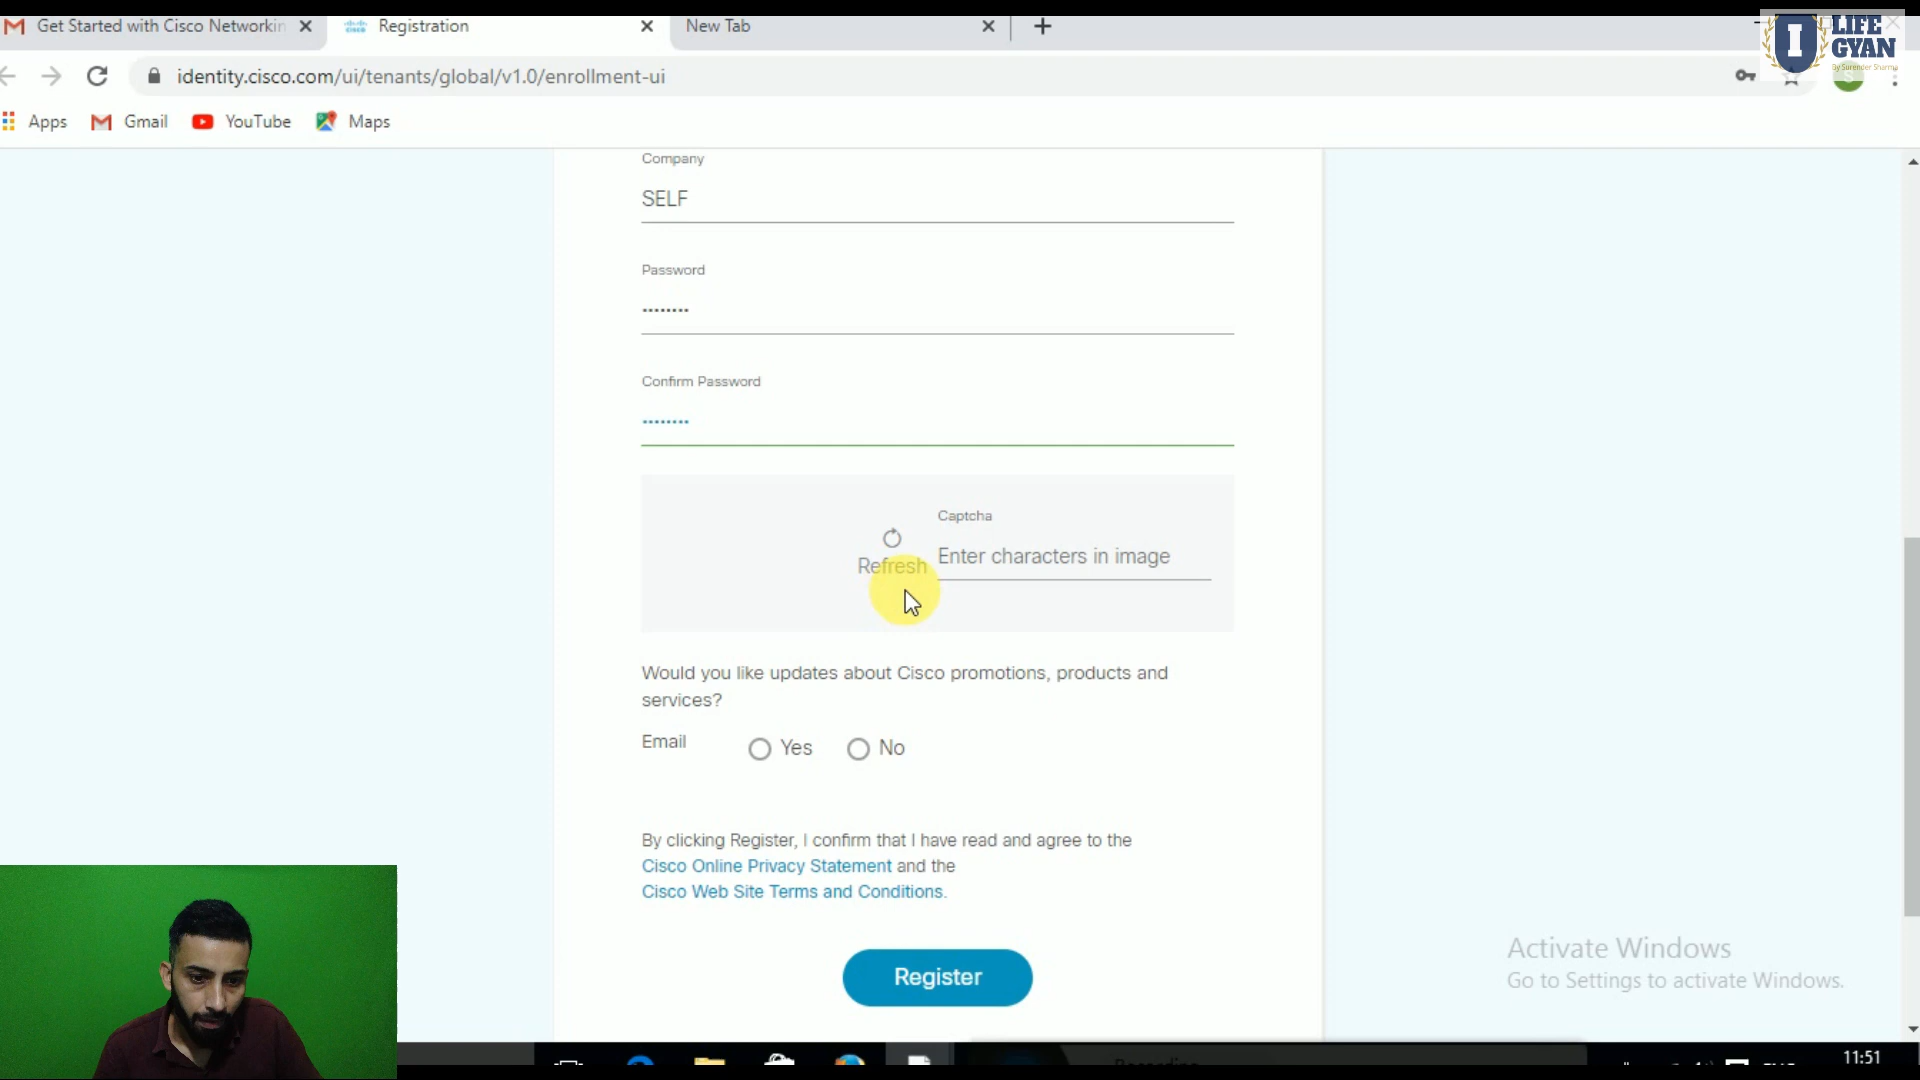 Get Started with Cisco Networkin
Registration
New Tab
LIFE
GYAN
By Surender Sharma
identity.cisco.com/ui/tenants/global/v1.0/enrollment-ui
Apps
Gmail
YouTube
Maps
Company
SELF
Password
Confirm Password
Captcha
Refresh
Enter characters in image
Would you like updates about Cisco promotions, products and
services?
Email
Yes
No
By clicking Register, I confirm that I have read and agree to the
Cisco Online Privacy Statement and the
Cisco Web Site Terms and Conditions.
Register
Activate Windows
Go to Settings to activate Windows.
11:51